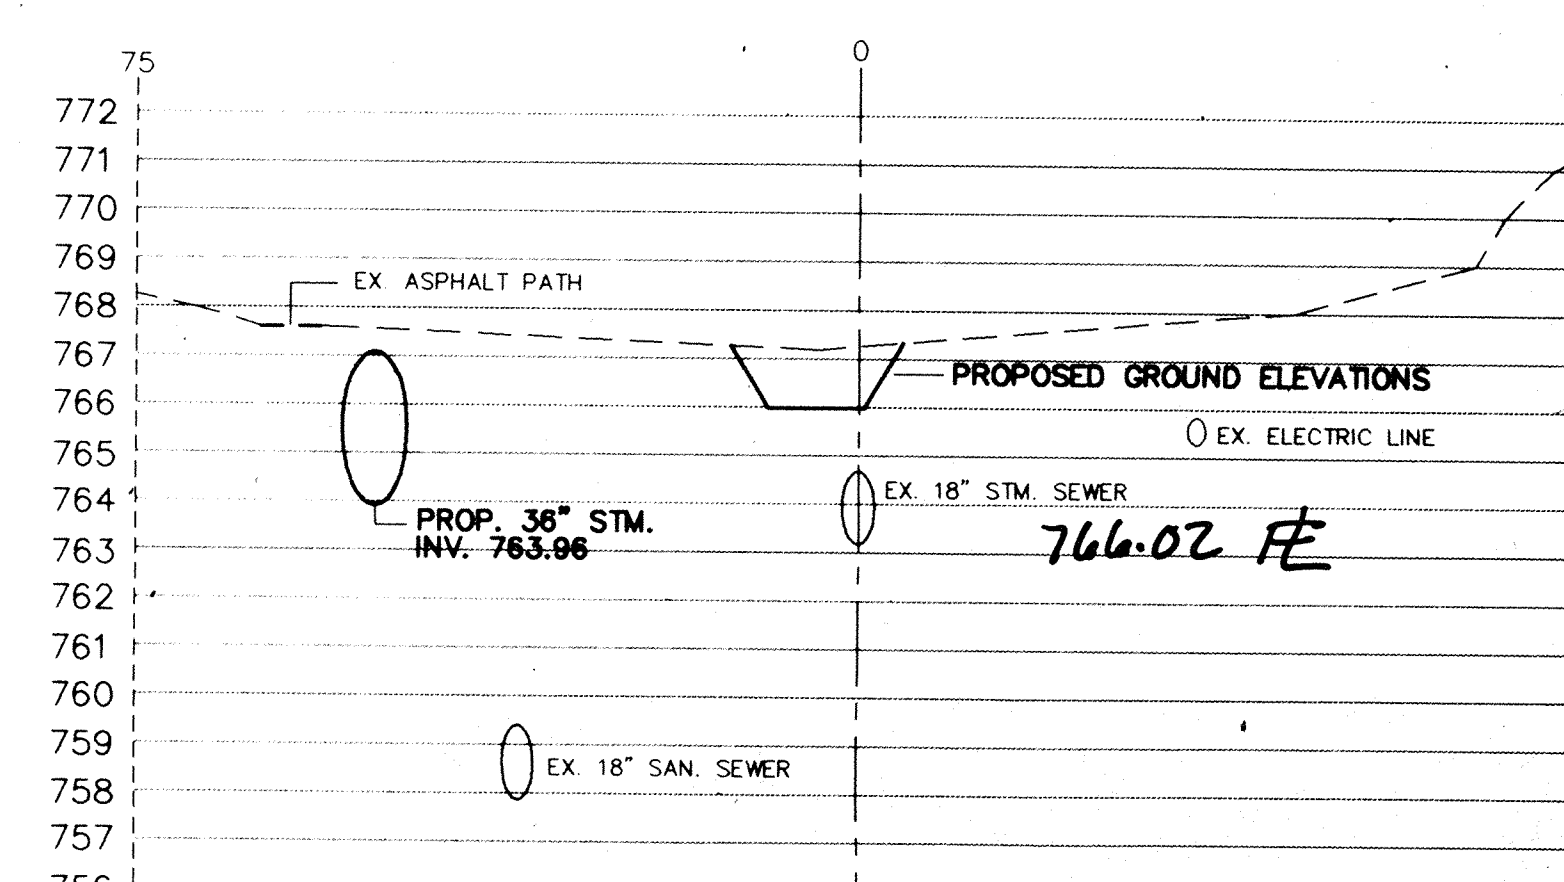 75
0
772
771
770
769
EX. ASPHALT PATH
768
767
PROPOSED GROUND ELEVATIONS
766
EX. ELECTRIC LINE
765
EX. 18" STM. SEWER
764
PROP. 36" STM.
INV. 763.96
766.02 FL
763
762
761
760
759
EX. 18" SAN. SEWER
758
757
756